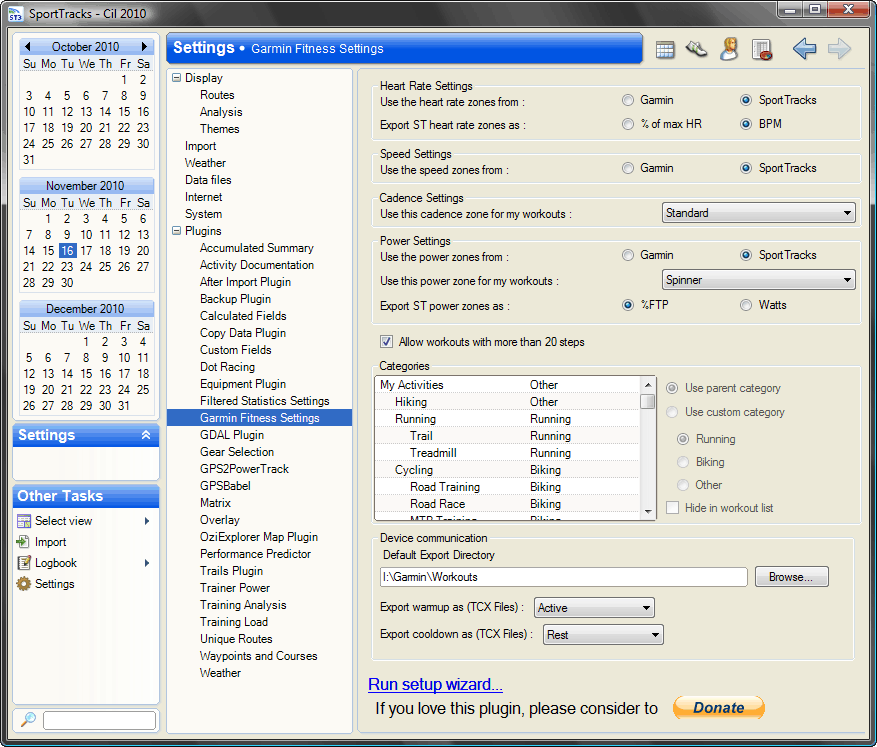 SportTracks - Cil 2010
October 2010
Su Mo Tu We Th Fr Sa
1 2
3 4 5 6 7 8 9
10 11 12 13 14 15 16
17 18 19 20 21 22 23
24 25 26 27 28 29 30
31
November 2010
Su Mo Tu We Th Fr Sa
1 2 3 4 5 6
7 8 9 10 11 12 13
14 15 16 17 18 19 20
21 22 23 24 25 26 27
28 29 30
December 2010
Su Mo Tu We Th Fr Sa
1 2 3 4
5 6 7 8 9 10 11
12 13 14 15 16 17 18
19 20 21 22 23 24 25
26 27 28 29 30 31
Settings
Other Tasks
Select view
Import
Logbook
Settings
Settings • Garmin Fitness Settings
Display
Routes
Analysis
Themes
Import
Weather
Data files
Internet
System
Plugins
Accumulated Summary
Activity Documentation
After Import Plugin
Backup Plugin
Calculated Fields
Copy Data Plugin
Custom Fields
Dot Racing
Equipment Plugin
Filtered Statistics Settings
Garmin Fitness Settings
GDAL Plugin
Gear Selection
GPS2PowerTrack
GPSBabel
Matrix
Overlay
OziExplorer Map Plugin
Performance Predictor
Trails Plugin
Trainer Power
Training Analysis
Training Load
Unique Routes
Waypoints and Courses
Weather
Heart Rate Settings
Use the heart rate zones from : Garmin SportTracks
Export ST heart rate zones as : % of max HR BPM
Speed Settings
Use the speed zones from : Garmin SportTracks
Cadence Settings
Use this cadence zone for my workouts : Standard
Power Settings
Use the power zones from : Garmin SportTracks
Use this power zone for my workouts : Spinner
Export ST power zones as : %FTP Watts
Allow workouts with more than 20 steps
Categories
My Activities Other
Hiking Other
Running Running
Trail Running
Treadmill Running
Cycling Biking
Road Training Biking
Road Race Biking
MTB Training Biking
Use parent category
Use custom category
Running
Biking
Other
Hide in workout list
Device communication
Default Export Directory
I:\Garmin\Workouts Browse...
Export warmup as (TCX Files) : Active
Export cooldown as (TCX Files) : Rest
Run setup wizard...
If you love this plugin, please consider to Donate